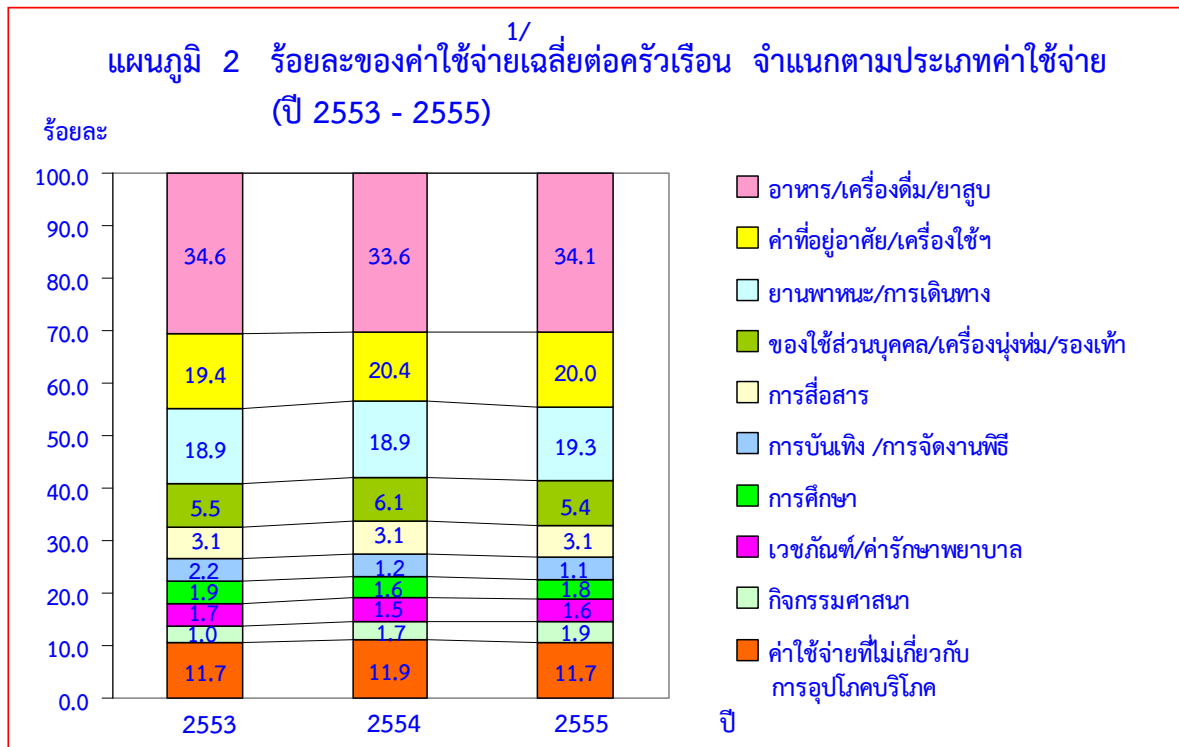 1/
แผนภูมิ 2 ร้อยละของค่าใช้จ่ายเฉลี่ยต่อครัวเรือน จำแนกตามประเภทค่าใช้จ่าย
(ปี 2553 - 2555)
ร้อยละ
100.0
90.0
80.0
70.0
60.0
50.0
40.0
30.0
20.0
10.0
0.0
34.6
19.4
18.9
5.5
3.1
2.2
1.9
1.7
1.0
11.7
33.6
20.4
18.9
6.1
3.1
1.2
1.6
1.5
1.7
11.9
34.1
20.0
19.3
5.4
3.1
1.1
1.8
1.6
1.9
11.7
2553 2554 2555 ปี
อาหาร/เครื่องดื่ม/ยาสูบ
ค่าที่อยู่อาศัย/เครื่องใช้ฯ
ยานพาหนะ/การเดินทาง
ของใช้ส่วนบุคคล/เครื่องนุ่งห่ม/รองเท้า
การสื่อสาร
การบันเทิง /การจัดงานพิธี
การศึกษา
เวชภัณฑ์/ค่ารักษาพยาบาล
กิจกรรมศาสนา
ค่าใช้จ่ายที่ไม่เกี่ยวกับ
การอุปโภคบริโภค